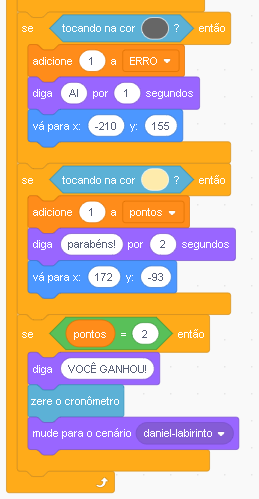 se tocando na cor ? então
adicione 1 a ERRO
diga AI por 1 segundos
vá para x: -210 y: 155
se tocando na cor ? então
adicione 1 a pontos
diga parabéns! por 2 segundos
vá para x: 172 y: -93
se pontos = 2 então
diga VOCÊ GANHOU!
zere o cronômetro
mude para o cenário daniel-labirinto